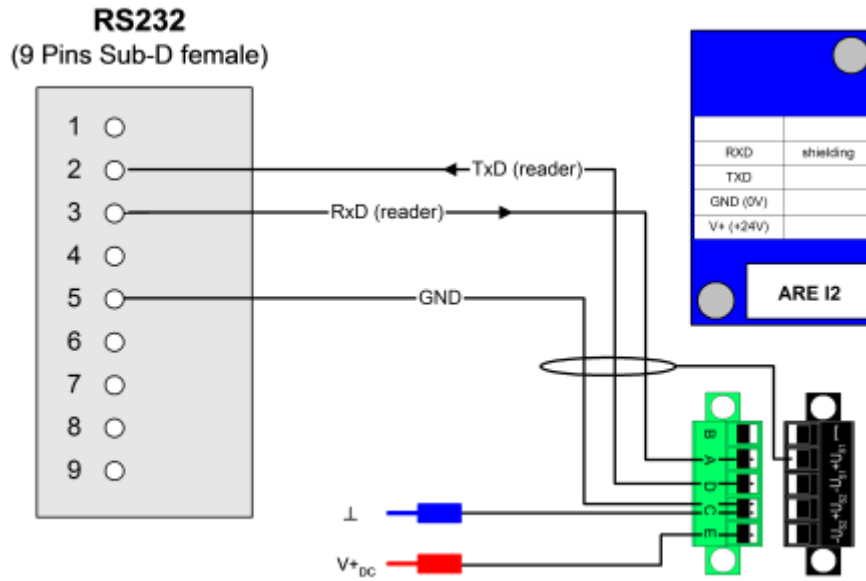 RS232
(9 Pins Sub-D female)
1
2
3
4
5
6
7
8
9
TxD (reader)
RxD (reader)
GND
⊥
V+DC
RXD shielding
TXD
GND (0V)
V+ (+24V)
ARE I2
B
A
D
C
E